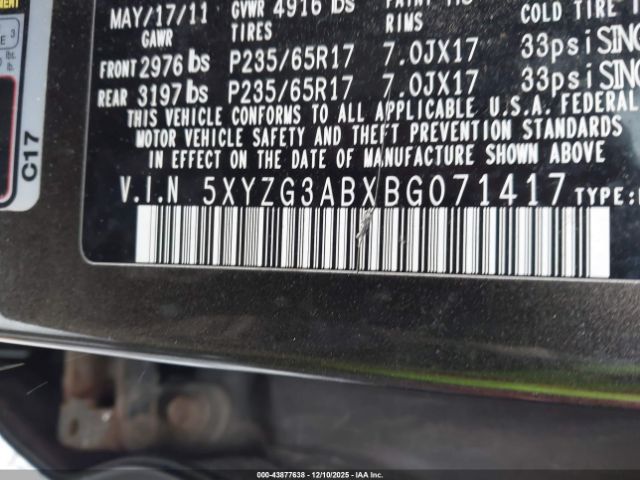 MAY/17/11 GVWR 4916 lbs
GAWR TIRES RIMS COLD TIRE
FRONT 2976 lbs P235/65R17 7.0JX17 33psi SING
REAR 3197 lbs P235/65R17 7.0JX17 33psi SING
THIS VEHICLE CONFORMS TO ALL APPLICABLE U.S.A. FEDERAL
MOTOR VEHICLE SAFETY AND THEFT PREVENTION STANDARDS
IN EFFECT ON THE DATE OF MANUFACTURE SHOWN ABOVE
V.I.N 5XYZG3ABXBG071417 TYPE:
C17
3
000-43877638 - 12/10/2025 - IAA, Inc.